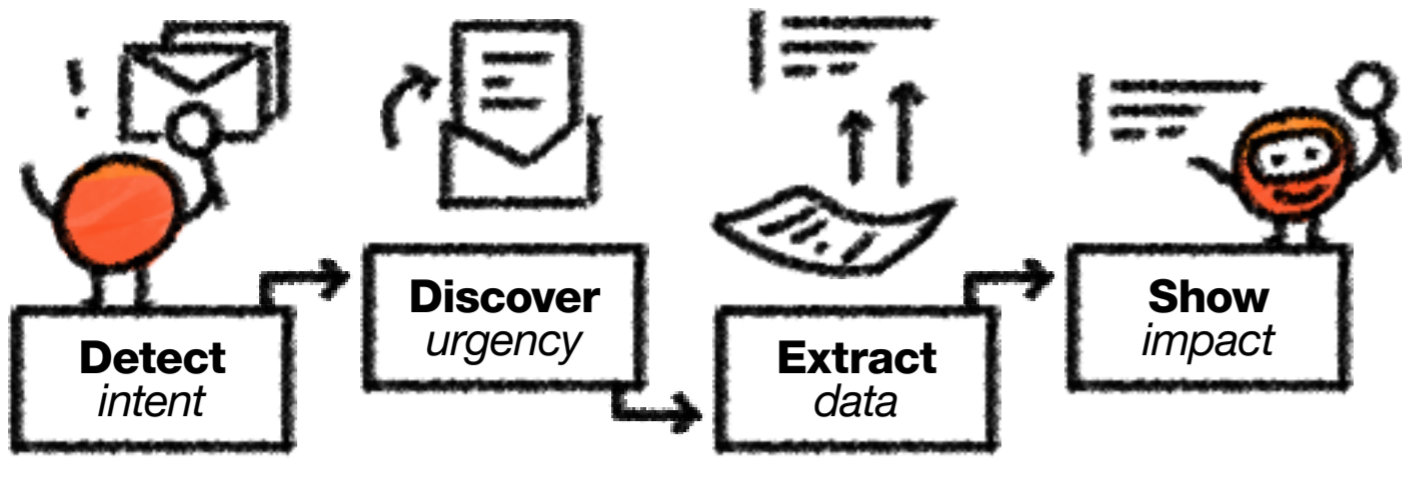 Detect
intent
Discover
urgency
Extract
data
Show
impact